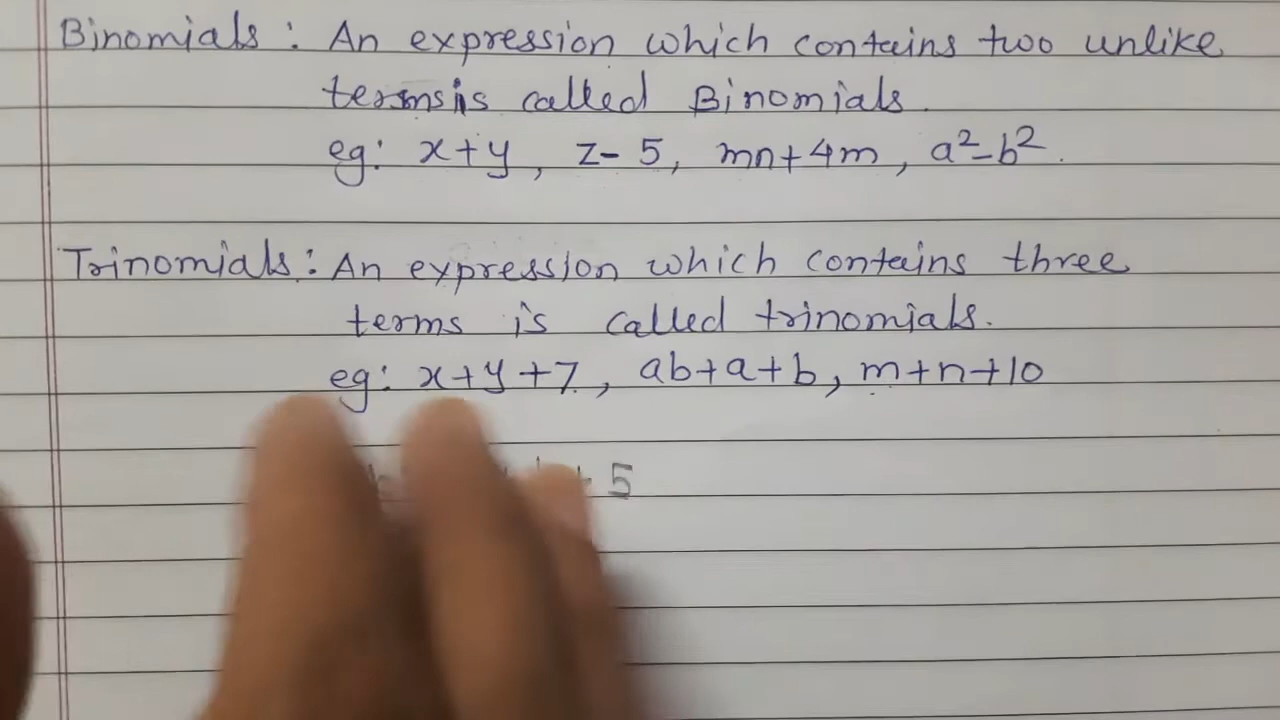 Binomials : An expression which contains two unlike
terms is called Binomials.
eg: x+y, z- 5, mn+4m, a²-b².
Trinomials : An expression which contains three
terms is called trinomials.
eg: x+y+7, ab+a+b, m+n+10
+ 5